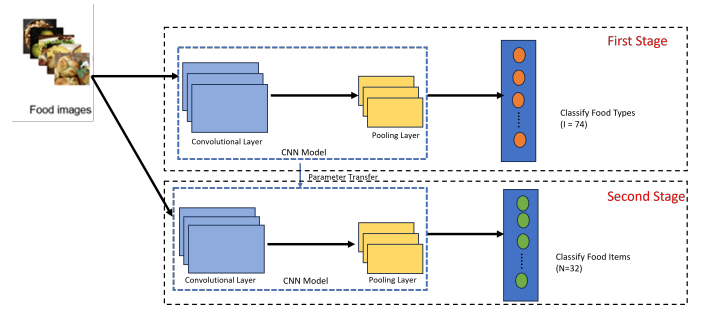 First Stage
Food images
Convolutional Layer
Pooling Layer
CNN Model
Classify Food Types
(I = 74)
Parameter Transfer
Second Stage
Convolutional Layer
Pooling Layer
CNN Model
Classify Food Items
(N=32)